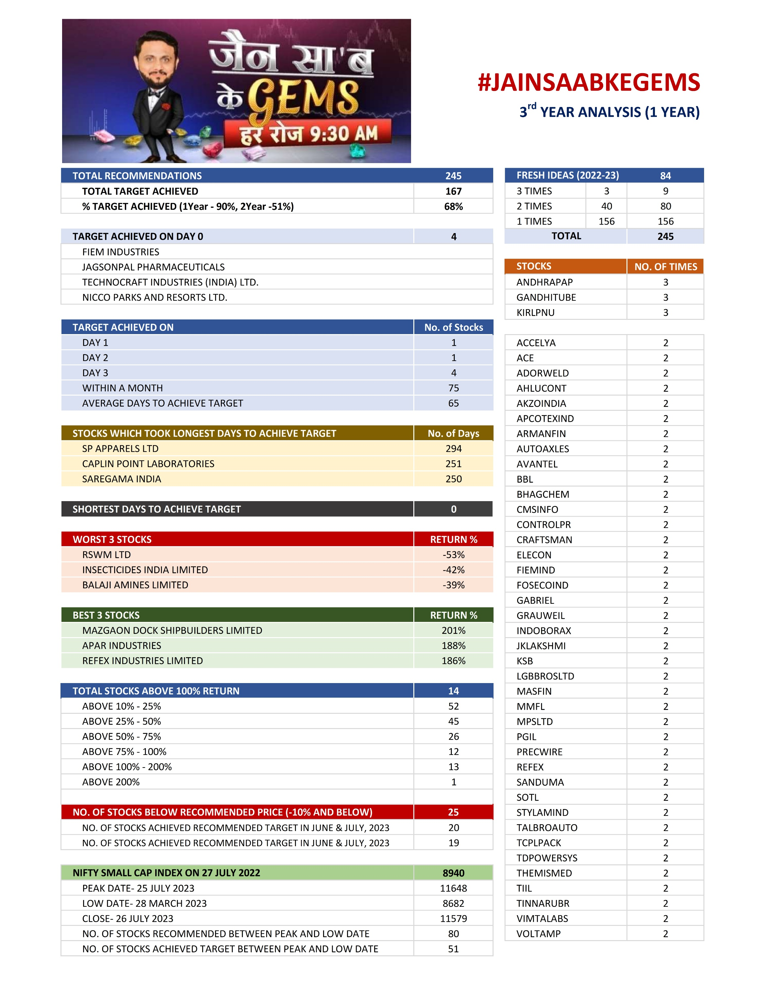 जैन सा'ब
के GEMS
हर रोज 9:30 AM
#JAINSAABKEGEMS
3rd YEAR ANALYSIS (1 YEAR)
TOTAL RECOMMENDATIONS 245
TOTAL TARGET ACHIEVED 167
% TARGET ACHIEVED (1Year - 90%, 2Year -51%) 68%
TARGET ACHIEVED ON DAY 0 4
FIEM INDUSTRIES
JAGSONPAL PHARMACEUTICALS
TECHNOCRAFT INDUSTRIES (INDIA) LTD.
NICCO PARKS AND RESORTS LTD.
TARGET ACHIEVED ON No. of Stocks
DAY 1 1
DAY 2 1
DAY 3 4
WITHIN A MONTH 75
AVERAGE DAYS TO ACHIEVE TARGET 65
STOCKS WHICH TOOK LONGEST DAYS TO ACHIEVE TARGET No. of Days
SP APPARELS LTD 294
CAPLIN POINT LABORATORIES 251
SAREGAMA INDIA 250
SHORTEST DAYS TO ACHIEVE TARGET 0
WORST 3 STOCKS RETURN %
RSWM LTD -53%
INSECTICIDES INDIA LIMITED -42%
BALAJI AMINES LIMITED -39%
BEST 3 STOCKS RETURN %
MAZGAON DOCK SHIPBUILDERS LIMITED 201%
APAR INDUSTRIES 188%
REFEX INDUSTRIES LIMITED 186%
TOTAL STOCKS ABOVE 100% RETURN 14
ABOVE 10% - 25% 52
ABOVE 25% - 50% 45
ABOVE 50% - 75% 26
ABOVE 75% - 100% 12
ABOVE 100% - 200% 13
ABOVE 200% 1
NO. OF STOCKS BELOW RECOMMENDED PRICE (-10% AND BELOW) 25
NO. OF STOCKS ACHIEVED RECOMMENDED TARGET IN JUNE & JULY, 2023 20
NO. OF STOCKS ACHIEVED RECOMMENDED TARGET IN JUNE & JULY, 2023 19
NIFTY SMALL CAP INDEX ON 27 JULY 2022 8940
PEAK DATE- 25 JULY 2023 11648
LOW DATE- 28 MARCH 2023 8682
CLOSE- 26 JULY 2023 11579
NO. OF STOCKS RECOMMENDED BETWEEN PEAK AND LOW DATE 80
NO. OF STOCKS ACHIEVED TARGET BETWEEN PEAK AND LOW DATE 51
FRESH IDEAS (2022-23) 84
3 TIMES 3 9
2 TIMES 40 80
1 TIMES 156 156
TOTAL 245
STOCKS NO. OF TIMES
ANDHRAPAP 3
GANDHITUBE 3
KIRLPNU 3
ACCELYA 2
ACE 2
ADORWELD 2
AHLUCONT 2
AKZOINDIA 2
APCOTEXIND 2
ARMANFIN 2
AUTOAXLES 2
AVANTEL 2
BBL 2
BHAGCHEM 2
CMSINFO 2
CONTROLPR 2
CRAFTSMAN 2
ELECON 2
FIEMIND 2
FOSECOIND 2
GABRIEL 2
GRAUWEIL 2
INDOBORAX 2
JKLAKSHMI 2
KSB 2
LGBBROSLTD 2
MASFIN 2
MMFL 2
MPSLTD 2
PGIL 2
PRECWIRE 2
REFEX 2
SANDUMA 2
SOTL 2
STYLAMIND 2
TALBROAUTO 2
TCPLPACK 2
TDPOWERSYS 2
THEMISMED 2
TIIL 2
TINNARUBR 2
VIMTALABS 2
VOLTAMP 2